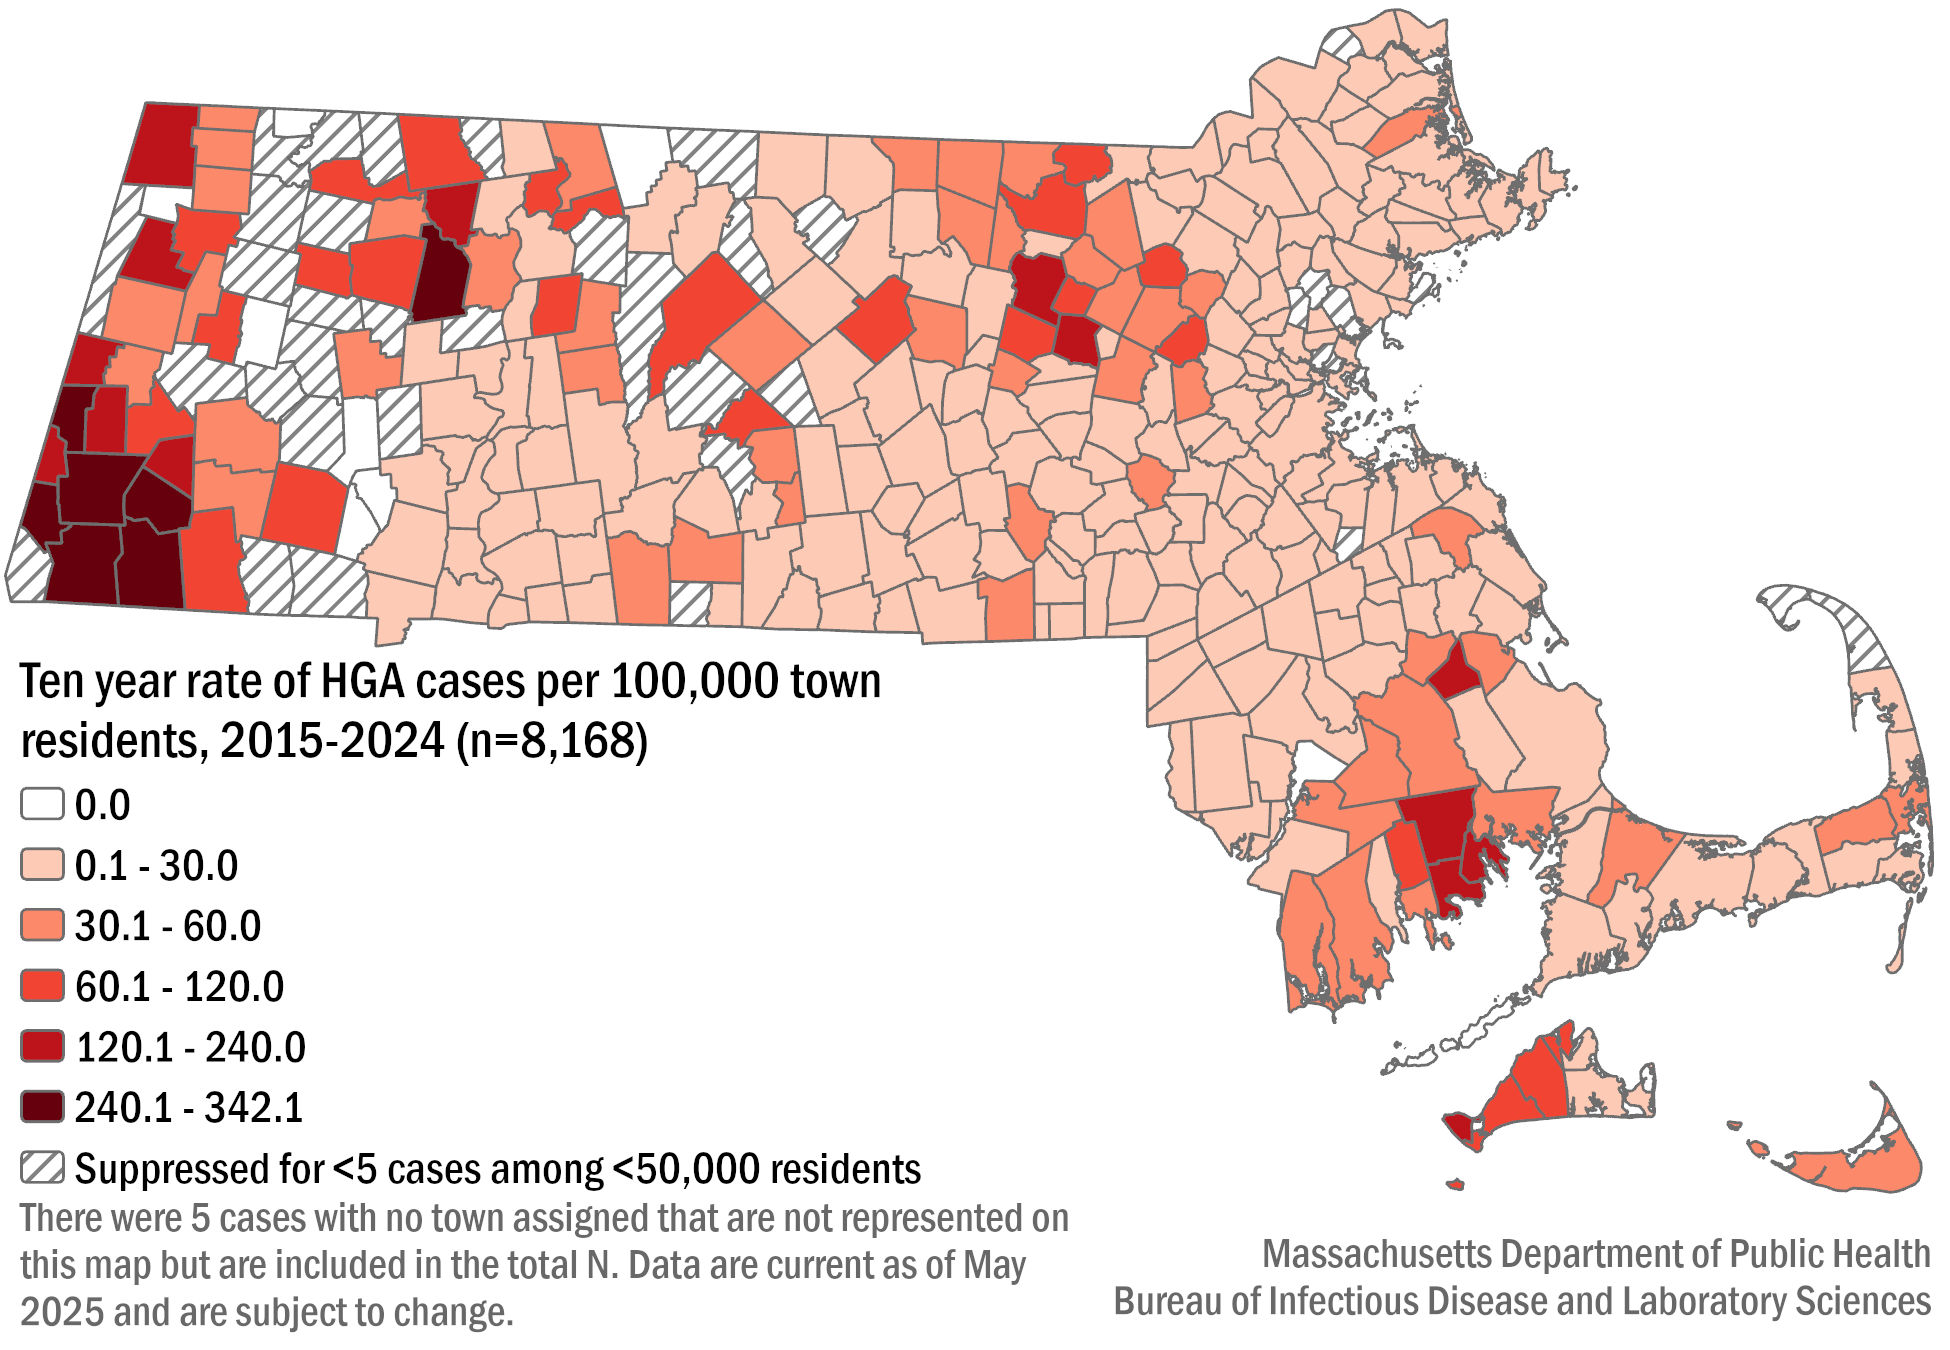 Ten year rate of HGA cases per 100,000 town
residents, 2015-2024 (n=8,168)
0.0
0.1 - 30.0
30.1 - 60.0
60.1 - 120.0
120.1 - 240.0
240.1 - 342.1
Suppressed for <5 cases among <50,000 residents
There were 5 cases with no town assigned that are not represented on
this map but are included in the total N. Data are current as of May
2025 and are subject to change.
Massachusetts Department of Public Health
Bureau of Infectious Disease and Laboratory Sciences